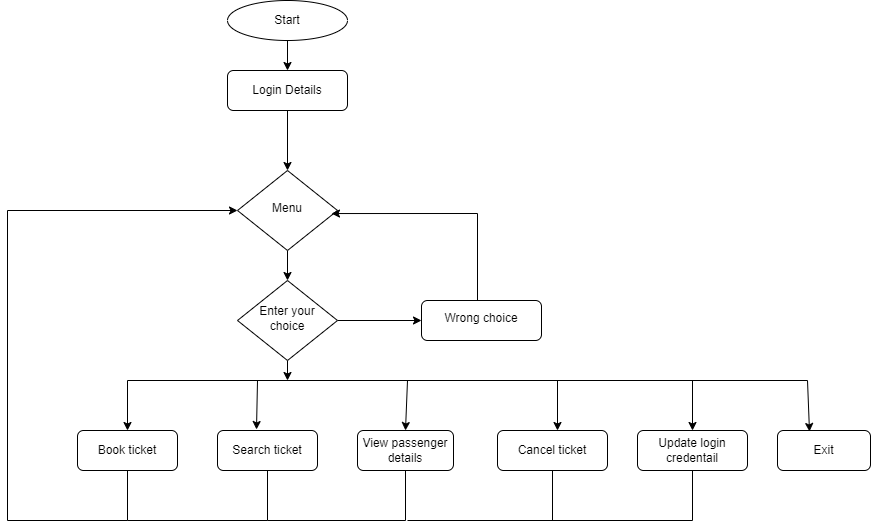 Start
Login Details
Menu
Enter your
choice
Wrong choice
Book ticket
Search ticket
View passenger
details
Cancel ticket
Update login
credentail
Exit